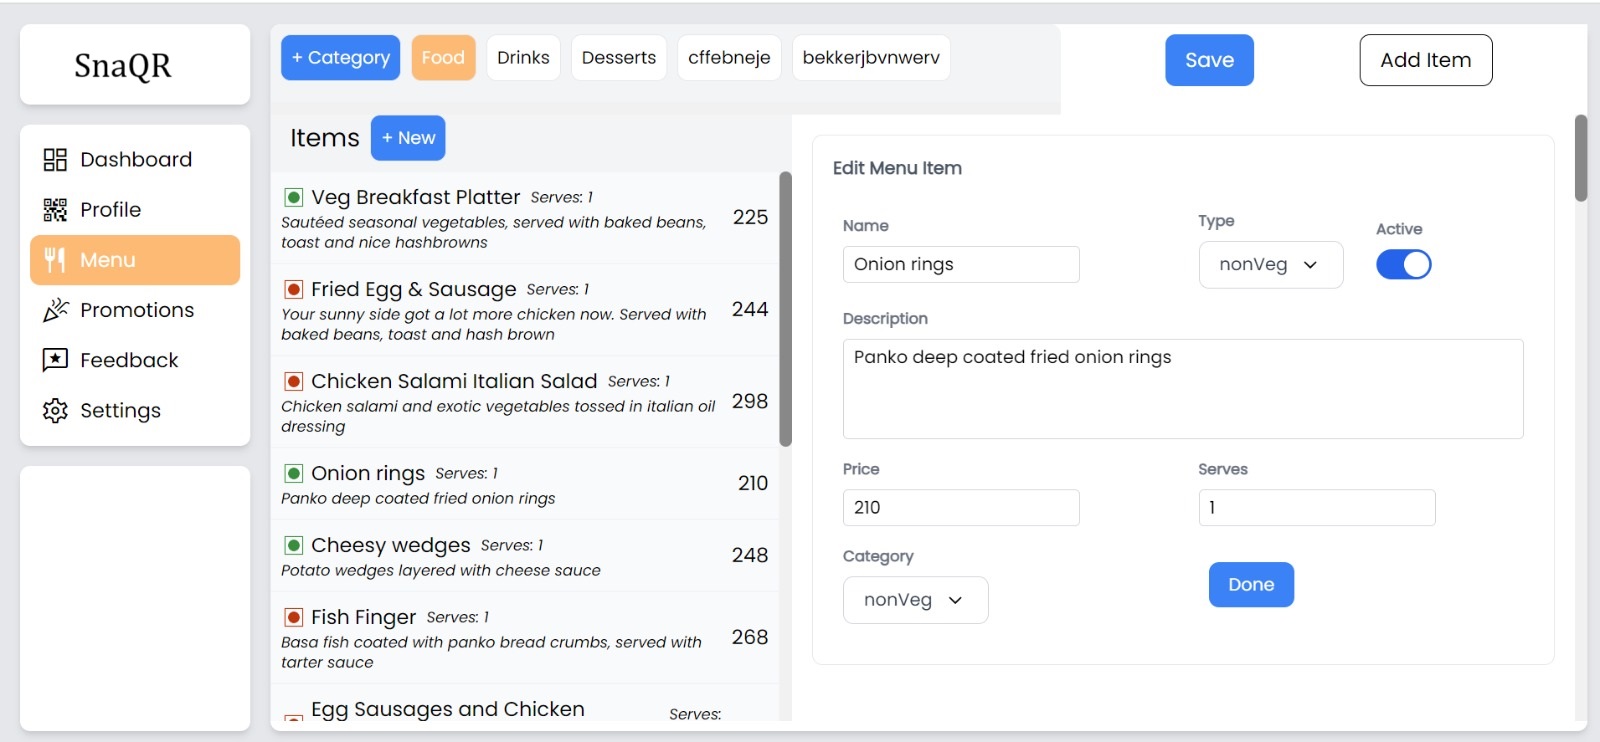 SnaQR
Dashboard
Profile
Menu
Promotions
Feedback
Settings
+ Category Food Drinks Desserts cffebneje bekkerjbvnwerv
Save Add Item
Items + New
Veg Breakfast Platter Serves: 1
Sautéed seasonal vegetables, served with baked beans,
toast and nice hashbrowns
225
Fried Egg & Sausage Serves: 1
Your sunny side got a lot more chicken now. Served with
baked beans, toast and hash brown
244
Chicken Salami Italian Salad Serves: 1
Chicken salami and exotic vegetables tossed in italian oil
dressing
298
Onion rings Serves: 1
Panko deep coated fried onion rings
210
Cheesy wedges Serves: 1
Potato wedges layered with cheese sauce
248
Fish Finger Serves: 1
Basa fish coated with panko bread crumbs, served with
tarter sauce
268
Egg Sausages and Chicken Serves:
Edit Menu Item
Name Type Active
Onion rings nonVeg
Description
Panko deep coated fried onion rings
Price Serves
210 1
Category
nonVeg
Done